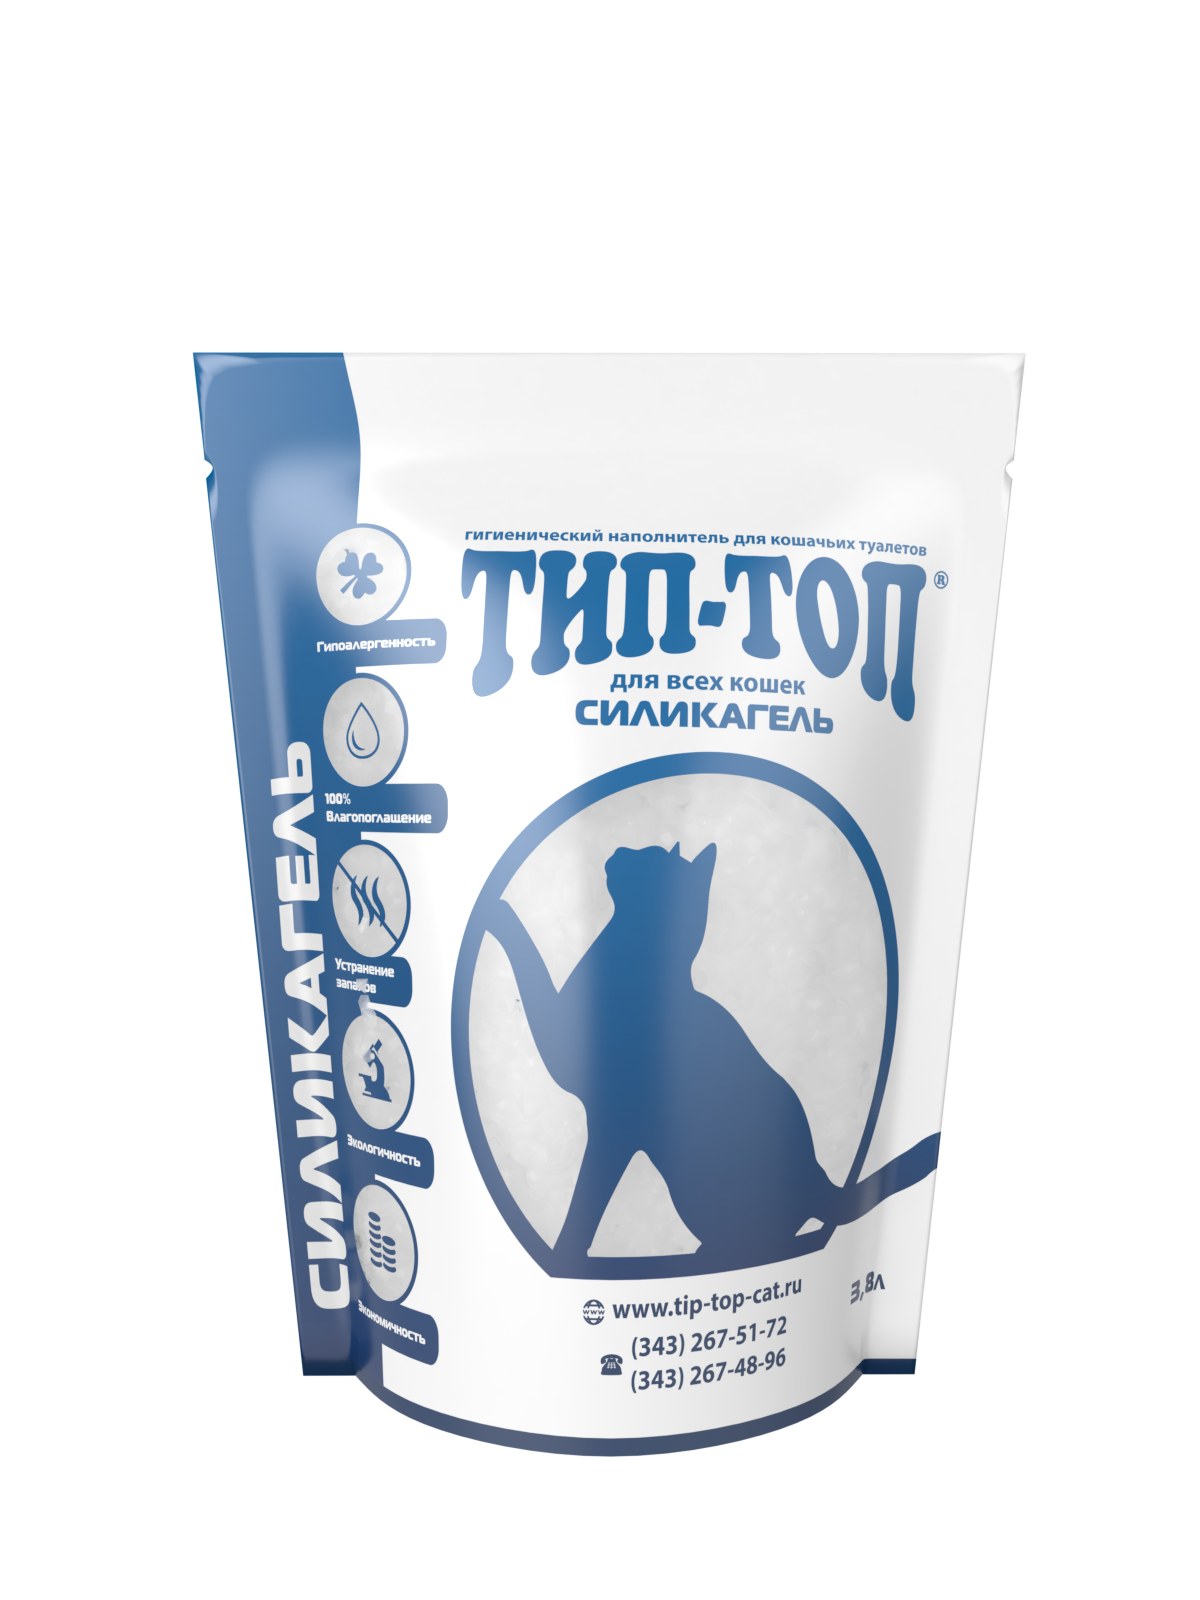 гигиенический наполнитель для кошачьих туалетов
ТИП-ТОП®
для всех кошек
СИЛИКАГЕЛЬ
СИЛИКАГЕЛЬ
Гипоалергенность
100%
Влагопоглащение
Устранение
запахов
Экологичность
Экономичность
www
www.tip-top-cat.ru
(343) 267-51-72
(343) 267-48-96
3,8л